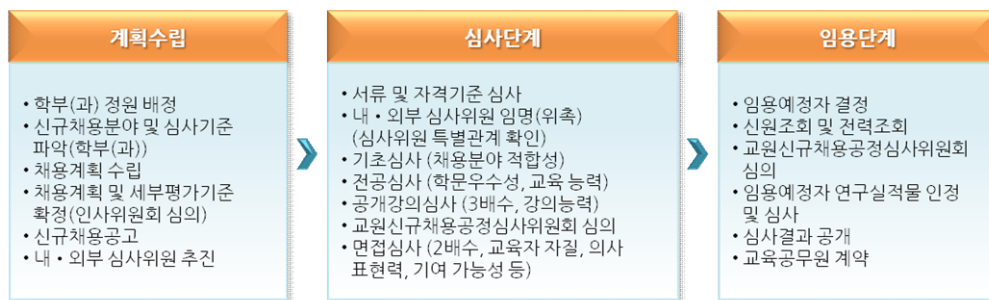 계획수립
• 학부(과) 정원 배정
• 신규채용분야 및 심사기준
파악(학부(과))
• 채용계획 수립
• 채용계획 및 세부평가기준
확정(인사위원회 심의)
• 신규채용공고
• 내・외부 심사위원 추진
심사단계
• 서류 및 자격기준 심사
• 내・외부 심사위원 임명(위촉)
(심사위원 특별관계 확인)
• 기초심사 (채용분야 적합성)
• 전공심사 (학문우수성, 교육 능력)
• 공개강의심사 (3배수, 강의능력)
• 교원신규채용공정심사위원회 심의
• 면접심사 (2배수, 교육자 자질, 의사
표현력, 기여 가능성 등)
임용단계
• 임용예정자 결정
• 신원조회 및 전력조회
• 교원신규채용공정심사위원회
심의
• 임용예정자 연구실적물 인정
및 심사
• 심사결과 공개
• 교육공무원 계약